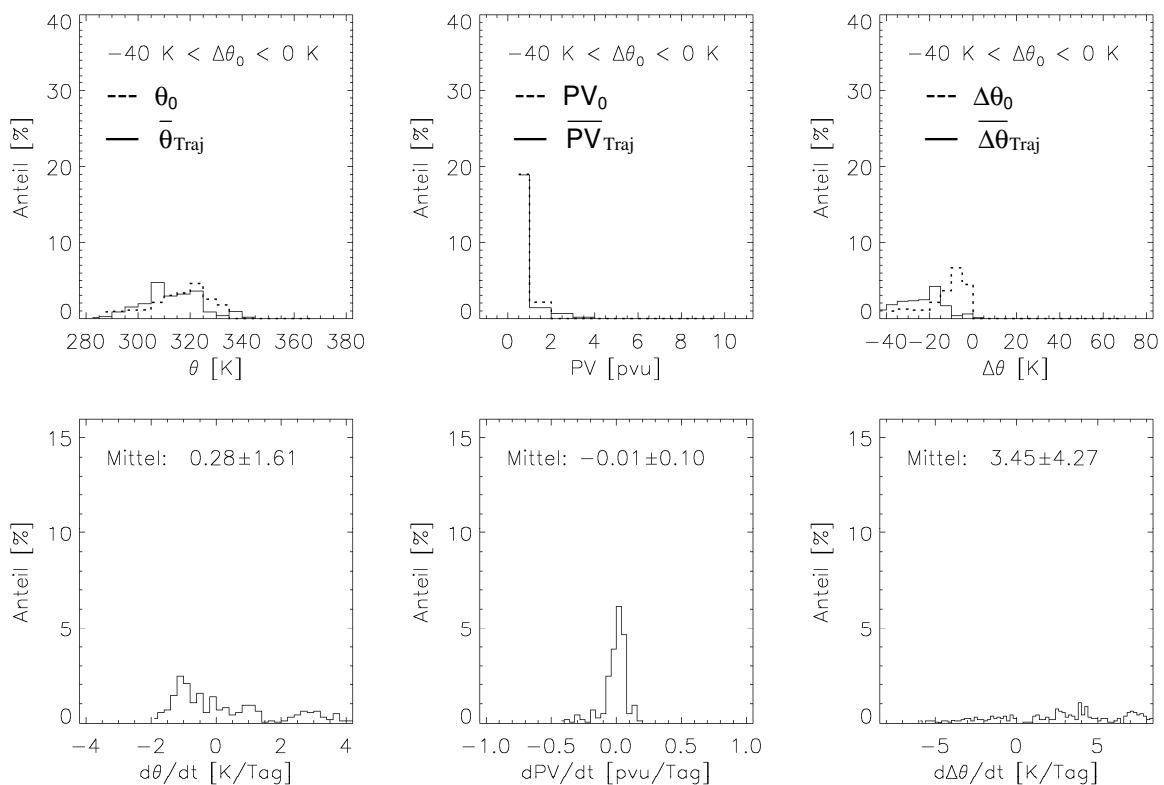 −40 K < Δθ₀ < 0 K
θ₀
θ̅Traj
Anteil [%]
40
30
20
10
0
280 300 320 340 360 380
θ [K]
−40 K < Δθ₀ < 0 K
PV₀
P̅V̅Traj
Anteil [%]
40
30
20
10
0
0 2 4 6 8 10
PV [pvu]
−40 K < Δθ₀ < 0 K
Δθ₀
Δ̅θ̅Traj
Anteil [%]
40
30
20
10
0
−40 −20 0 20 40 60 80
Δθ [K]
Mittel: 0.28±1.61
Anteil [%]
15
10
5
0
−4 −2 0 2 4
dθ/dt [K/Tag]
Mittel: −0.01±0.10
Anteil [%]
15
10
5
0
−1.0 −0.5 0.0 0.5 1.0
dPV/dt [pvu/Tag]
Mittel: 3.45±4.27
Anteil [%]
15
10
5
0
−5 0 5
dΔθ/dt [K/Tag]